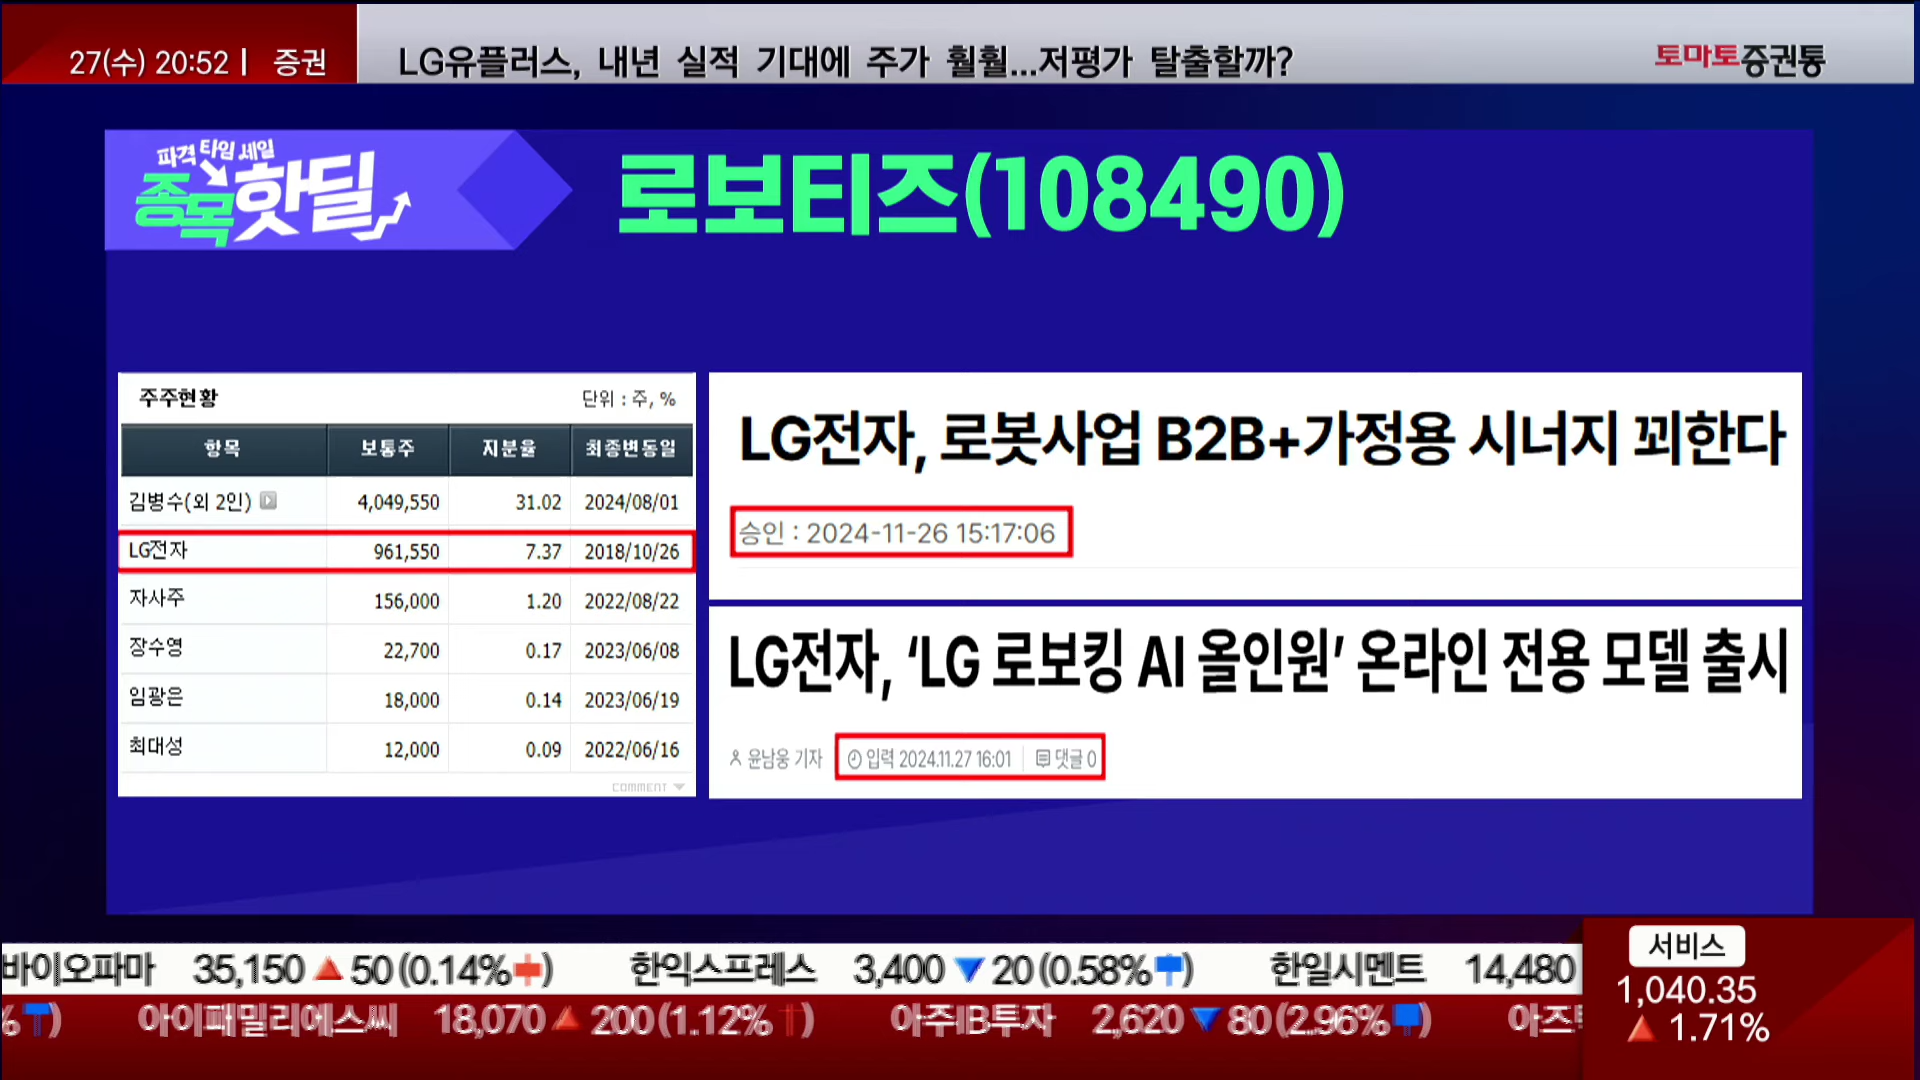 27(수) 20:52 | 증권
LG유플러스, 내년 실적 기대에 주가 훨훨...저평가 탈출할까?
토마토증권통
파격 타임 세일
종목핫딜
로보티즈(108490)
주주현황
단위 : 주, %
항목 보통주 지분율 최종변동일
김병수(외 2인) 4,049,550 31.02 2024/08/01
LG전자 961,550 7.37 2018/10/26
자사주 156,000 1.20 2022/08/22
장수영 22,700 0.17 2023/06/08
임광은 18,000 0.14 2023/06/19
최대성 12,000 0.09 2022/06/16
COMMENT
LG전자, 로봇사업 B2B+가정용 시너지 꾀한다
승인 : 2024-11-26 15:17:06
LG전자, ‘LG 로보킹 AI 올인원’ 온라인 전용 모델 출시
윤남웅 기자 입력 2024.11.27 16:01 댓글 0
바이오파마 35,150 ▲ 50(0.14%) 한익스프레스 3,400 ▼ 20(0.58%) 한일시멘트 14,480
%) 아이패밀리에스씨 18,070 ▲ 200(1.12%↑) 아주IB투자 2,620 ▼ 80(2.96%)
서비스
1,040.35
▲ 1.71%